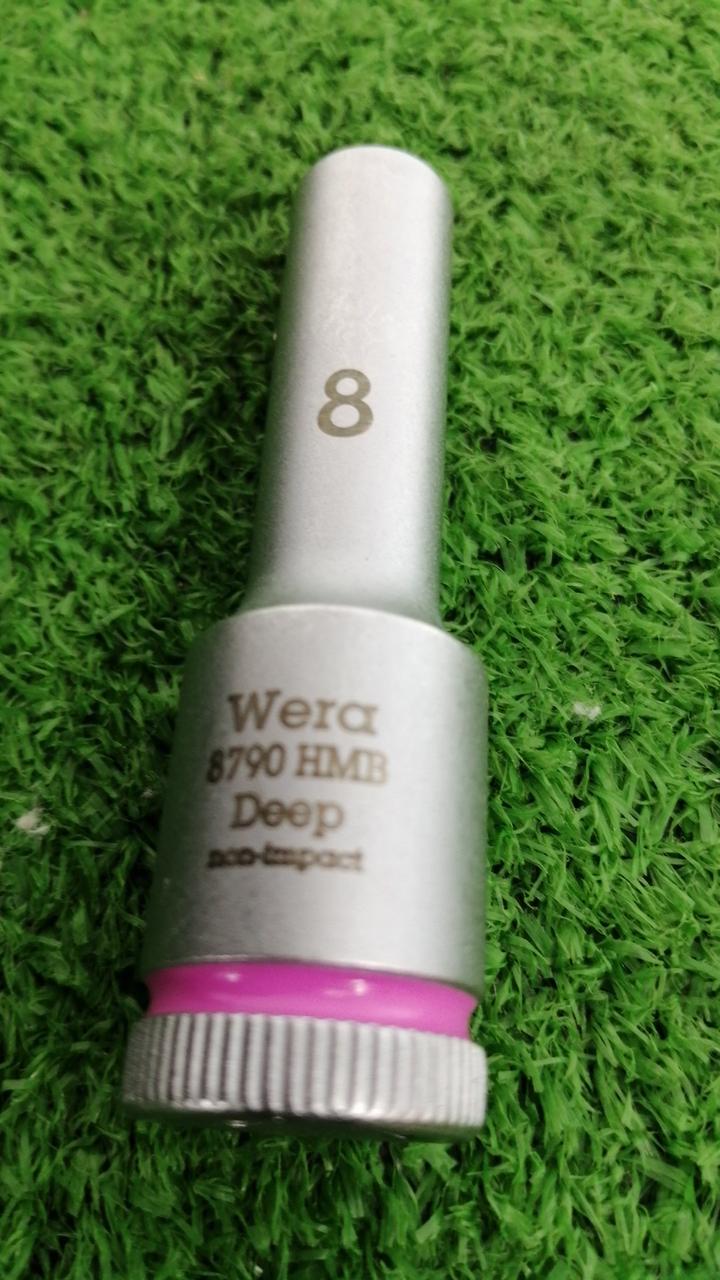 8
Wera
8790 HMB
Deep
non-impact